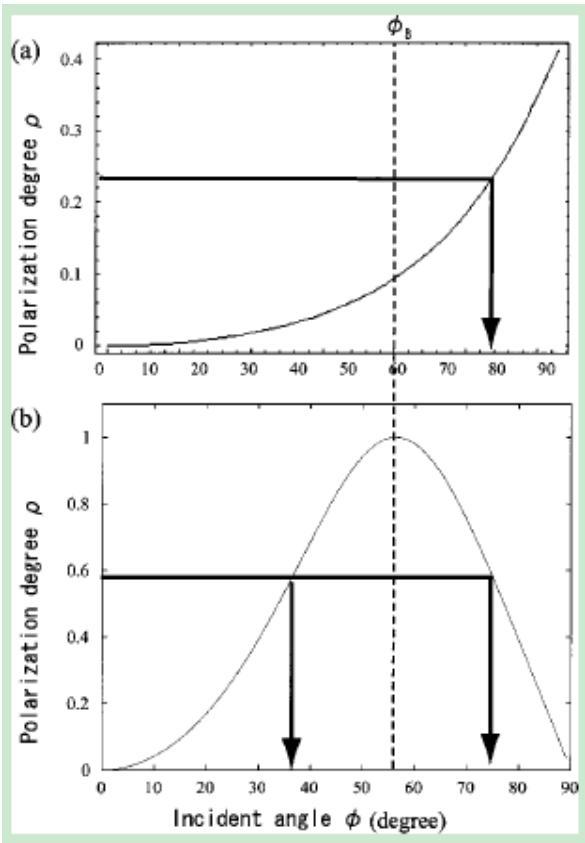 ϕB
(a)
Polarization degree ρ
0.4
0.3
0.2
0.1
0
0 10 20 30 40 50 60 70 80 90
(b)
Polarization degree ρ
1
0.8
0.6
0.4
0.2
0
0 10 20 30 40 50 60 70 80 90
Incident angle ϕ (degree)